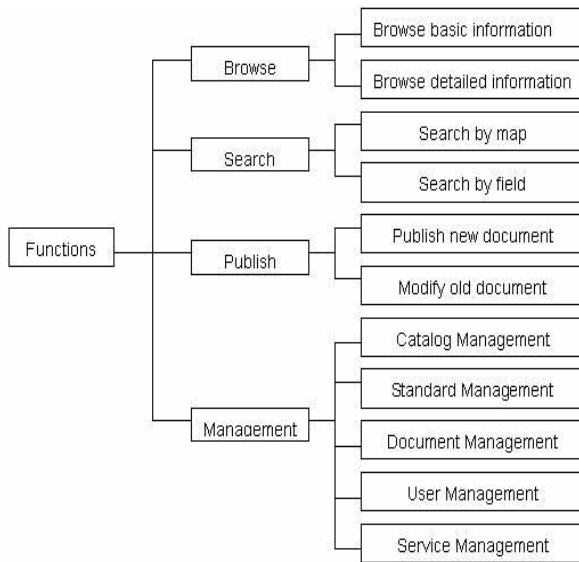 Functions
Browse
Browse basic information
Browse detailed information
Search
Search by map
Search by field
Publish
Publish new document
Modify old document
Management
Catalog Management
Standard Management
Document Management
User Management
Service Management